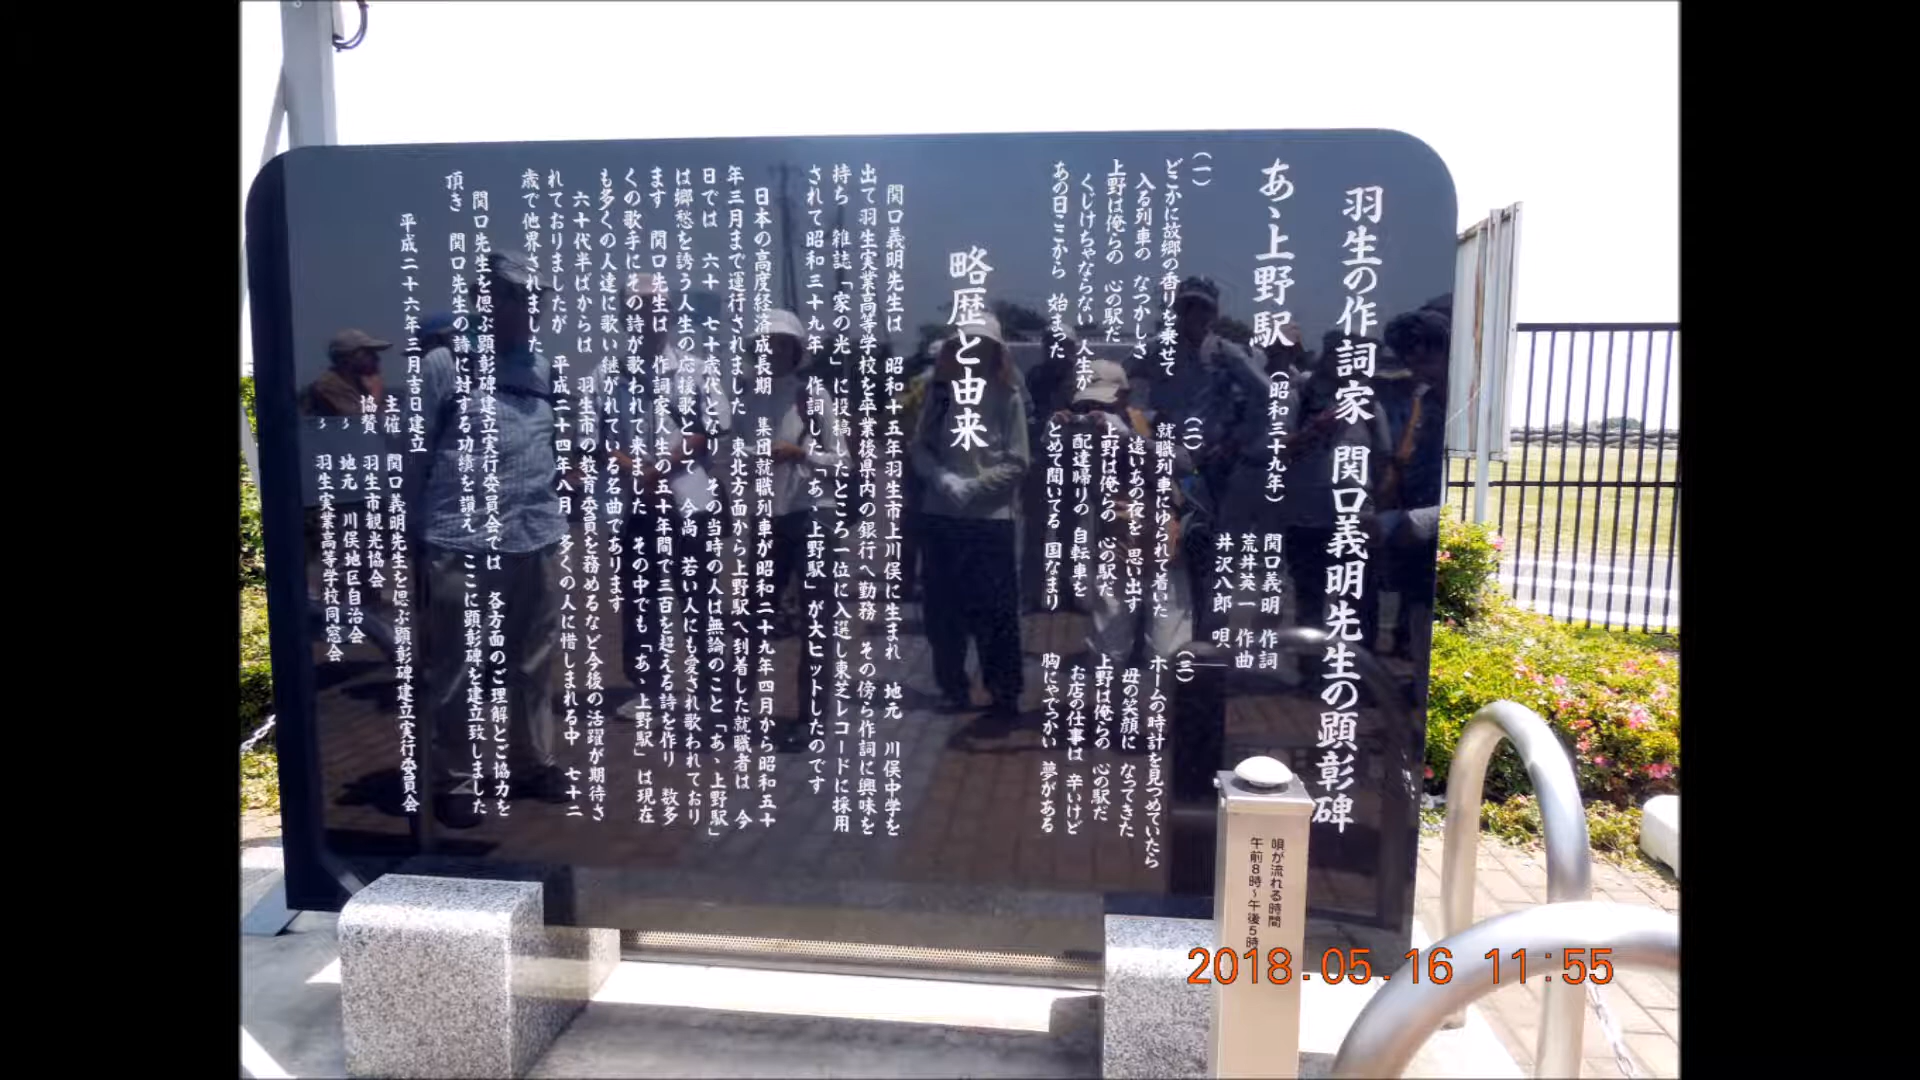 羽生の作詞家 関口義明先生の顕彰碑
あゝ上野駅 (昭和三十九年)
関口義明 作詞
荒井英一 作曲
井沢八郎 唄
(一)
どこかに故郷の香りを乗せて
入る列車の なつかしさ
上野は俺らの 心の駅だ
くじけちゃならない 人生が
あの日ここから 始まった
(二)
就職列車にゆられて着いた
遠いあの夜を 思い出す
上野は俺らの 心の駅だ
配達帰りの 自転車を
とめて聞いてる 国なまり
(三)
ホームの時計を見つめていたら
母の笑顔に なってきた
上野は俺らの 心の駅だ
お店の仕事は 辛いけど
胸にゃでっかい 夢がある
略歴と由来
関口義明先生は 昭和十五年羽生市上川俣に生まれ 地元 川俣中学を
出て羽生実業高等学校を卒業後県内の銀行へ勤務 その傍ら作詞に興味を
持ち 雑誌「家の光」に投稿したところ一位に入選し東芝レコードに採用
されて昭和三十九年 作詞した「あゝ上野駅」が大ヒットしたのです
日本の高度経済成長期 集団就職列車が昭和二十九年四月から昭和五十
年三月まで運行されました 東北方面から上野駅へ到着した就職者は 今
日では 六十 七十歳代となり その当時の人は無論のこと「あゝ上野駅」
は郷愁を誘う人生の応援歌として 今尚 若い人にも愛され歌われており
ます 関口先生は 作詞家人生の五十年間で三百を超える詩を作り 数多
くの歌手にその詩が歌われて来ました その中でも「あゝ上野駅」は現在
も多くの人達に歌い継がれている名曲であります
六十代半ばからは 羽生市の教育委員を務めるなど今後の活躍が期待さ
れておりましたが 平成二十四年八月 多くの人に惜しまれる中 七十二
歳で他界されました
関口先生を偲ぶ顕彰碑建立実行委員会では 各方面のご理解とご協力を
頂き 関口先生の詩に対する功績を讃え ここに顕彰碑を建立致しました
平成二十六年三月吉日建立
主催 関口義明先生を偲ぶ顕彰碑建立実行委員会
協賛 羽生市観光協会
〃 地元 川俣地区自治会
〃 羽生実業高等学校同窓会
唄が流れる時間
午前8時〜午後5時
2018.05.16 11:55